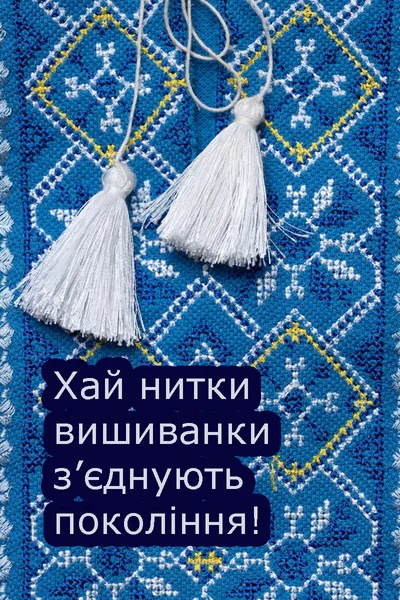 Хай нитки
вишиванки
з’єднують
покоління!